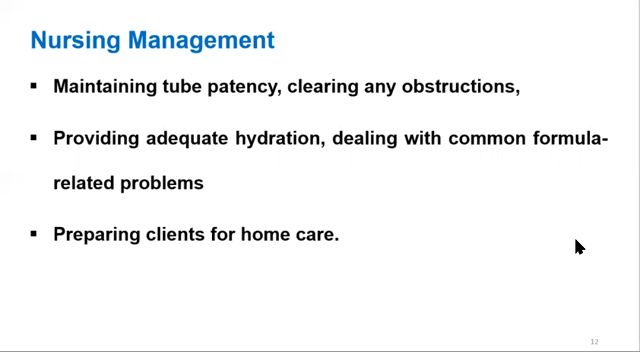 Nursing Management
▪ Maintaining tube patency, clearing any obstructions,
▪ Providing adequate hydration, dealing with common formula-
related problems
▪ Preparing clients for home care.
12